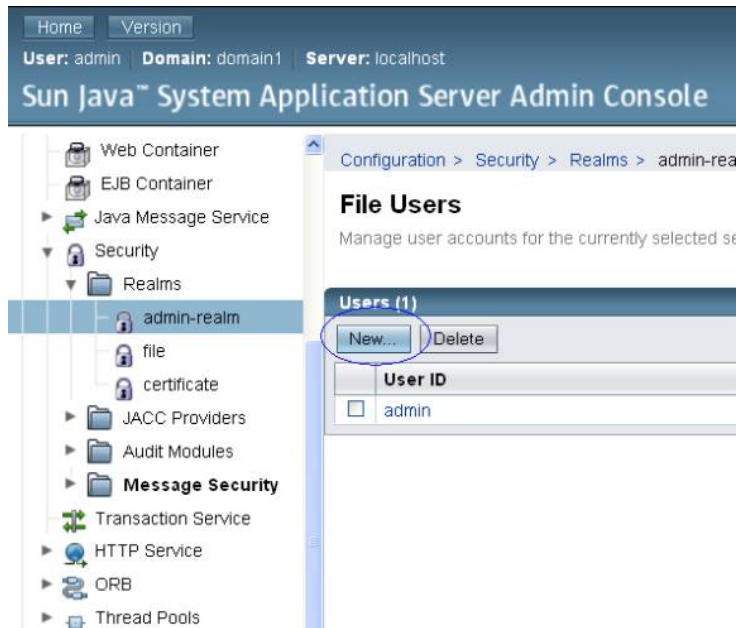 Home Version
User: admin Domain: domain1 Server: localhost
Sun Java™ System Application Server Admin Console
Web Container
EJB Container
Java Message Service
Security
Realms
admin-realm
file
certificate
JACC Providers
Audit Modules
Message Security
Transaction Service
HTTP Service
ORB
Thread Pools
Configuration > Security > Realms > admin-rea
File Users
Manage user accounts for the currently selected se
Users (1)
New... Delete
User ID
admin